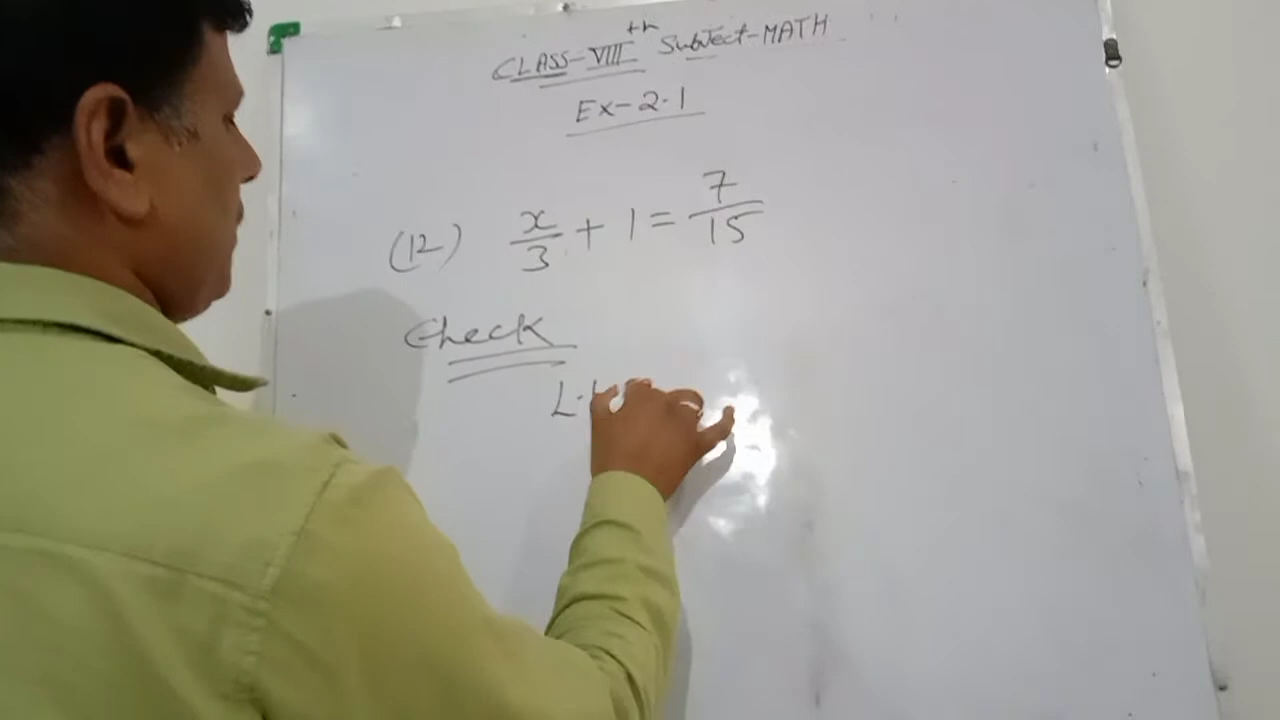 CLASS-VIIIth Subject-MATH
Ex-2.1
(12) x/3 + 1 = 7/15
Check
L.